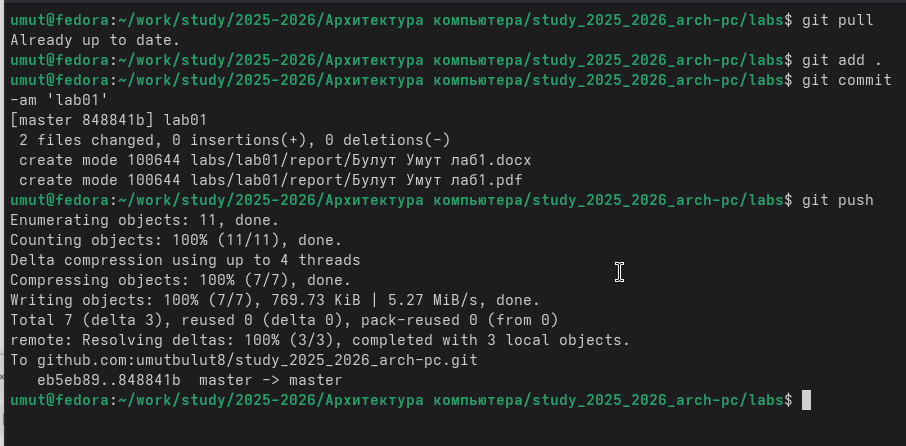 umut@fedora:~/work/study/2025-2026/Архитектура компьютера/study_2025_2026_arch-pc/labs$ git pull
Already up to date.
umut@fedora:~/work/study/2025-2026/Архитектура компьютера/study_2025_2026_arch-pc/labs$ git add .
umut@fedora:~/work/study/2025-2026/Архитектура компьютера/study_2025_2026_arch-pc/labs$ git commit
-am 'lab01'
[master 848841b] lab01
 2 files changed, 0 insertions(+), 0 deletions(-)
 create mode 100644 labs/lab01/report/Булут Умут лаб1.docx
 create mode 100644 labs/lab01/report/Булут Умут лаб1.pdf
umut@fedora:~/work/study/2025-2026/Архитектура компьютера/study_2025_2026_arch-pc/labs$ git push
Enumerating objects: 11, done.
Counting objects: 100% (11/11), done.
Delta compression using up to 4 threads
Compressing objects: 100% (7/7), done.
Writing objects: 100% (7/7), 769.73 KiB | 5.27 MiB/s, done.
Total 7 (delta 3), reused 0 (delta 0), pack-reused 0 (from 0)
remote: Resolving deltas: 100% (3/3), completed with 3 local objects.
To github.com:umutbulut8/study_2025_2026_arch-pc.git
   eb5eb89..848841b  master -> master
umut@fedora:~/work/study/2025-2026/Архитектура компьютера/study_2025_2026_arch-pc/labs$